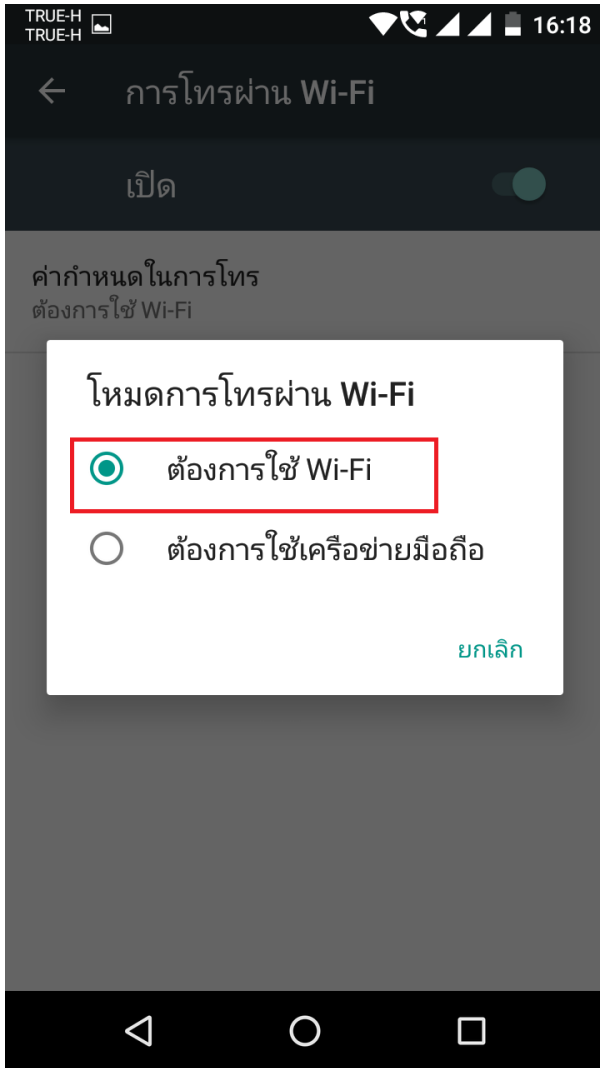 TRUE-H
TRUE-H
16:18
การโทรผ่าน Wi-Fi
เปิด
ค่ากำหนดในการโทร
ต้องการใช้ Wi-Fi
โหมดการโทรผ่าน Wi-Fi
ต้องการใช้ Wi-Fi
ต้องการใช้เครือข่ายมือถือ
ยกเลิก